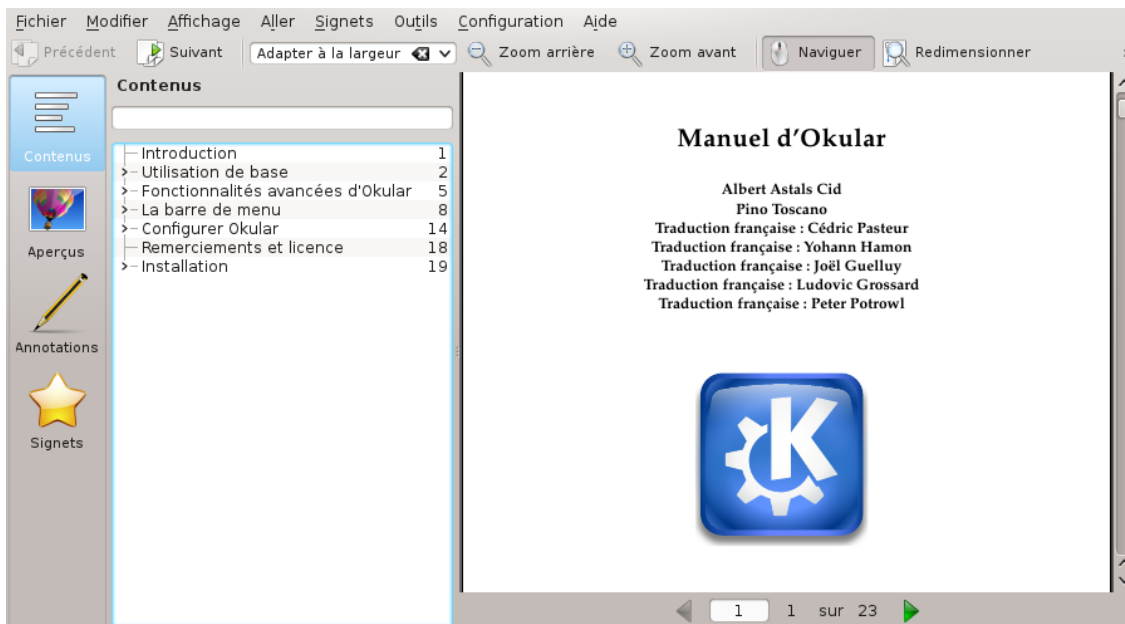 Fichier Modifier Affichage Aller Signets Outils Configuration Aide
Précédent Suivant Adapter à la largeur Zoom arrière Zoom avant Naviguer Redimensionner
Contenus
Contenus
Aperçus
Annotations
Signets
Introduction 1
Utilisation de base 2
Fonctionnalités avancées d'Okular 5
La barre de menu 8
Configurer Okular 14
Remerciements et licence 18
Installation 19
Manuel d’Okular
Albert Astals Cid
Pino Toscano
Traduction française : Cédric Pasteur
Traduction française : Yohann Hamon
Traduction française : Joël Guelluy
Traduction française : Ludovic Grossard
Traduction française : Peter Potrowl
K
1 1 sur 23